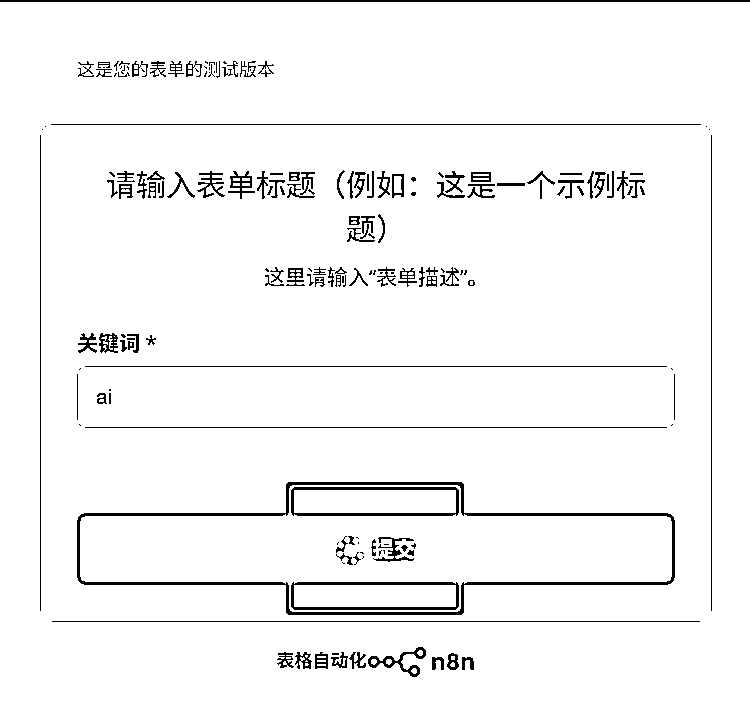 这是您的表单的测试版本
请输入表单标题（例如：这是一个示例标
题）
这里请输入“表单描述”。
关键词 *
ai
提交
表格自动化 n8n